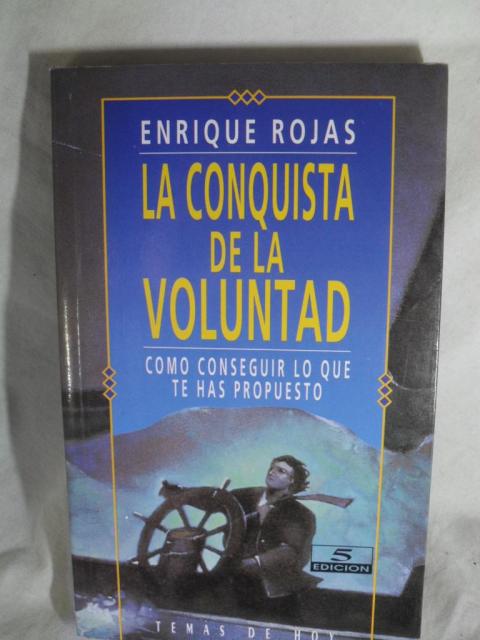 ENRIQUE ROJAS
LA CONQUISTA
DE LA
VOLUNTAD
COMO CONSEGUIR LO QUE
TE HAS PROPUESTO
5
EDICION
TEMAS DE HOY